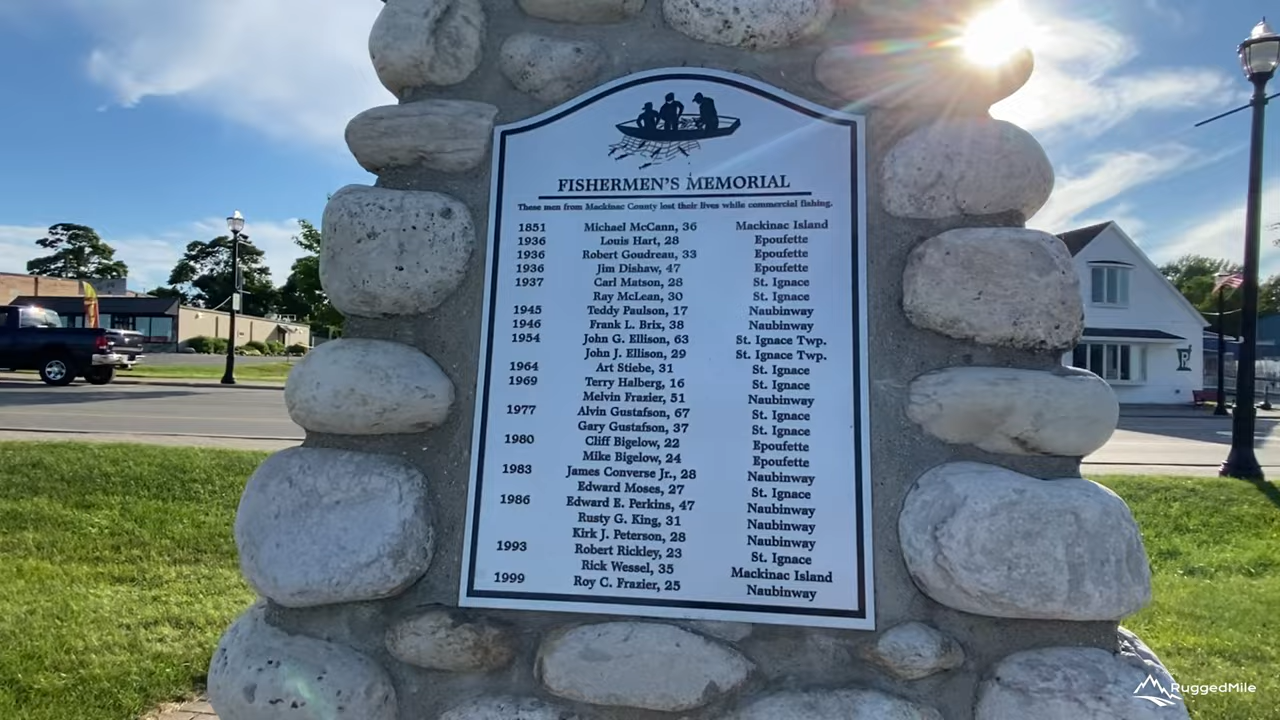 FISHERMEN'S MEMORIAL
These men from Mackinac County lost their lives while commercial fishing.
1851 Michael McCann, 36 Mackinac Island
1936 Louis Hart, 28 Epoufette
1936 Robert Goudreau, 33 Epoufette
1936 Jim Dishaw, 47 Epoufette
1937 Carl Matson, 28 St. Ignace
Ray McLean, 30 St. Ignace
1945 Teddy Paulson, 17 Naubinway
1946 Frank L. Brix, 38 Naubinway
1954 John G. Ellison, 63 St. Ignace Twp.
John J. Ellison, 29 St. Ignace Twp.
1964 Art Stiebe, 31 St. Ignace
1969 Terry Halberg, 16 St. Ignace
Melvin Frazier, 51 Naubinway
1977 Alvin Gustafson, 67 St. Ignace
Gary Gustafson, 37 St. Ignace
1980 Cliff Bigelow, 22 Epoufette
Mike Bigelow, 24 Epoufette
1983 James Converse Jr., 28 Naubinway
Edward Moses, 27 St. Ignace
1986 Edward E. Perkins, 47 Naubinway
Rusty G. King, 31 Naubinway
Kirk J. Peterson, 28 Naubinway
1993 Robert Rickley, 23 St. Ignace
Rick Wessel, 35 Mackinac Island
1999 Roy C. Frazier, 25 Naubinway
RuggedMile